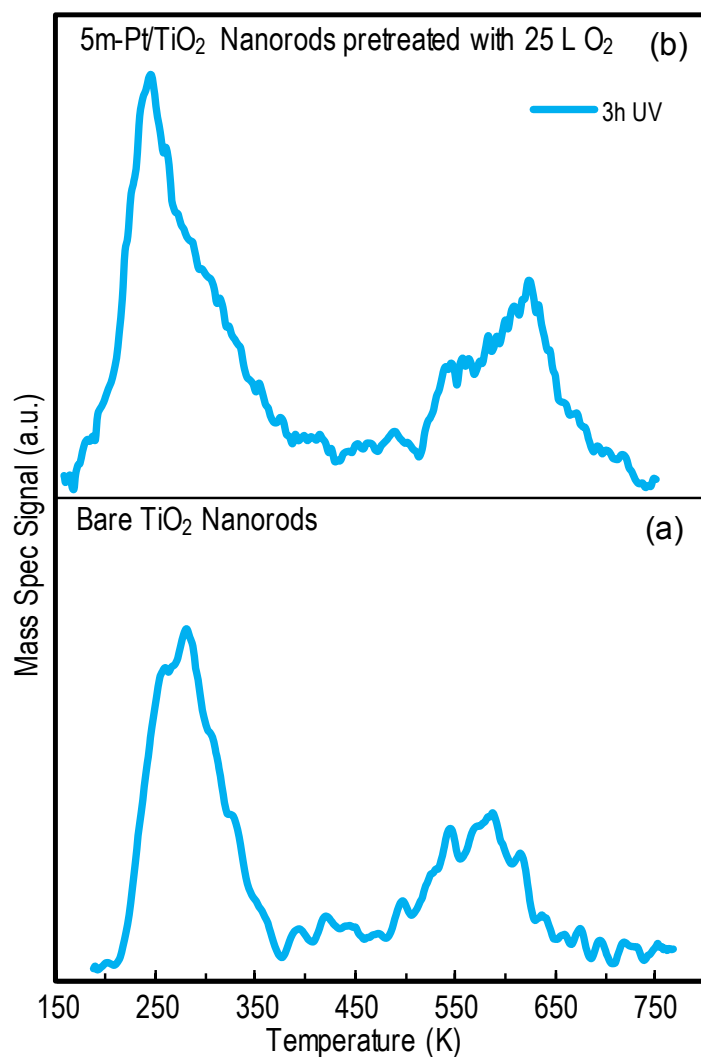 5m-Pt/TiO₂ Nanorods pretreated with 25 L O₂ (b)
3h UV
Bare TiO₂ Nanorods (a)
Mass Spec Signal (a.u.)
150 250 350 450 550 650 750
Temperature (K)